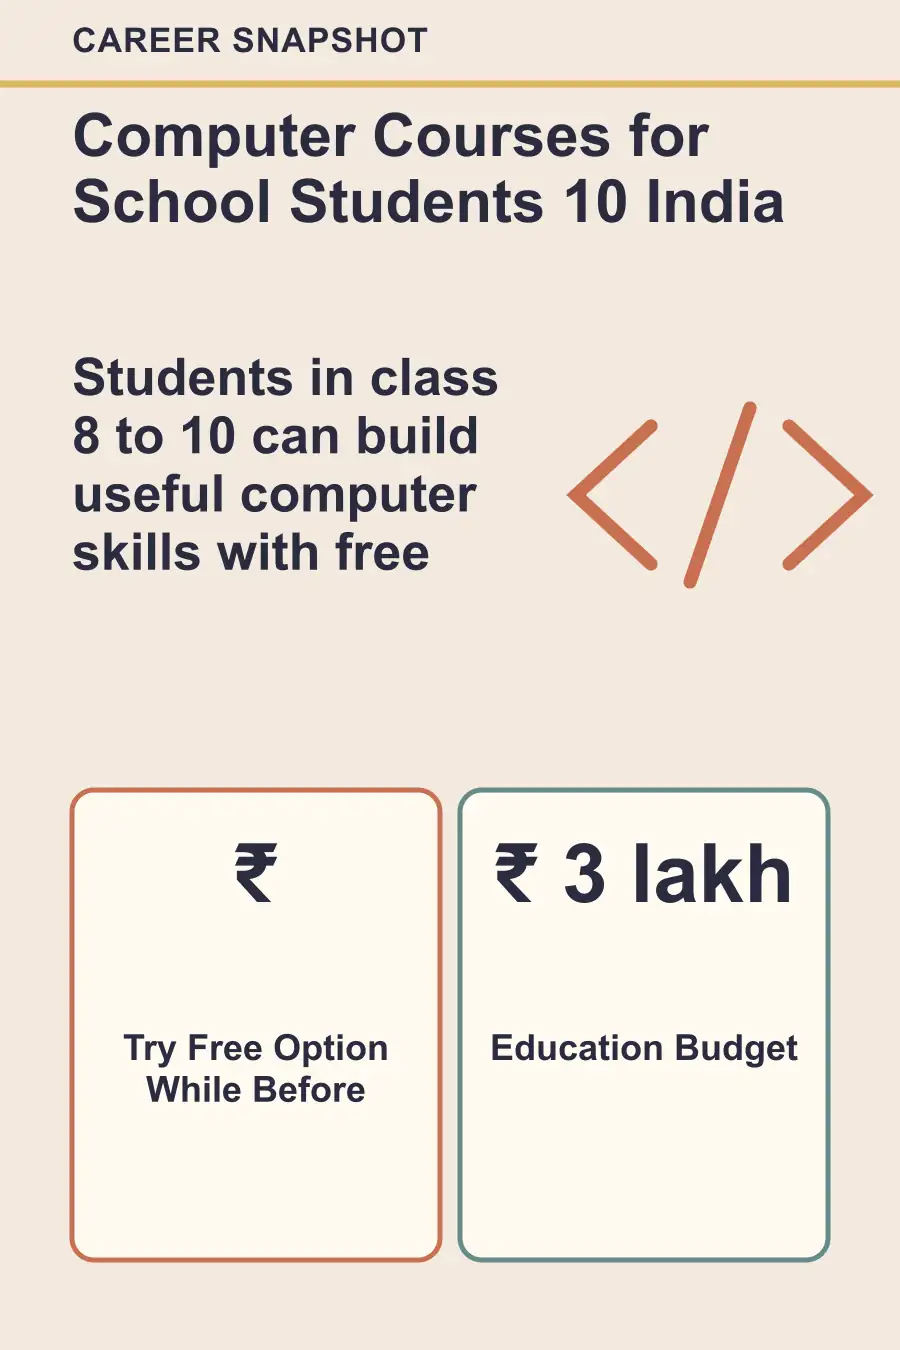 CAREER SNAPSHOT
Computer Courses for
School Students 10 India
Students in class
8 to 10 can build
useful computer
skills with free
</>
₹
Try Free Option
While Before
₹ 3 lakh
Education Budget